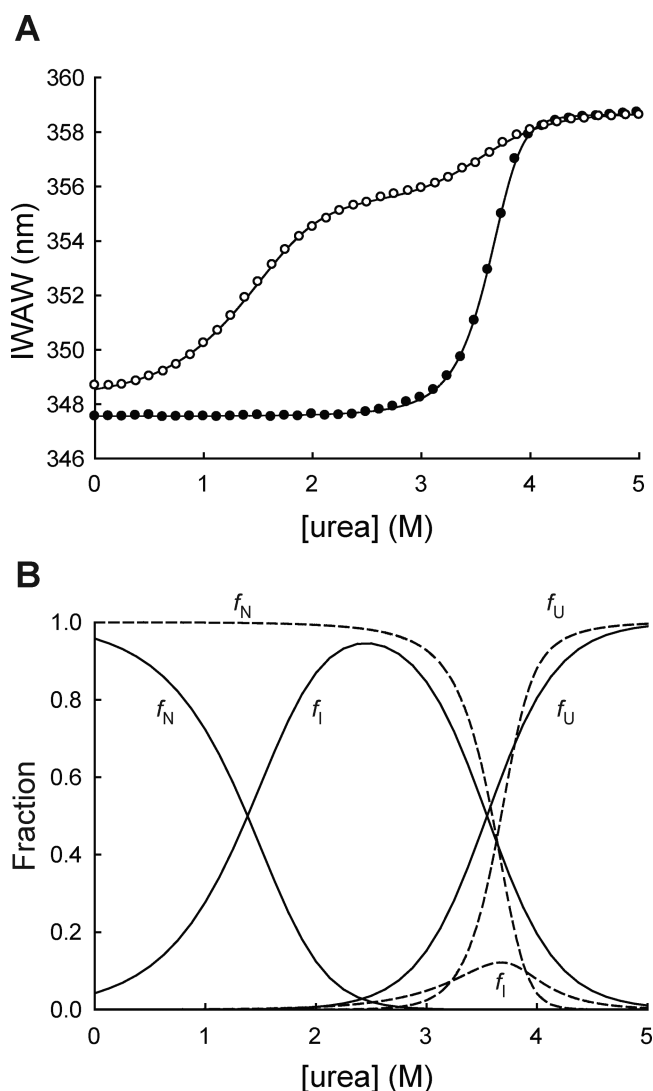 A
360
358
356
354
352
350
348
346
IWAW (nm)
0 1 2 3 4 5
[urea] (M)
B
1.0
0.8
0.6
0.4
0.2
0.0
Fraction
fN
fU
fN
fI
fU
fI
0 1 2 3 4 5
[urea] (M)